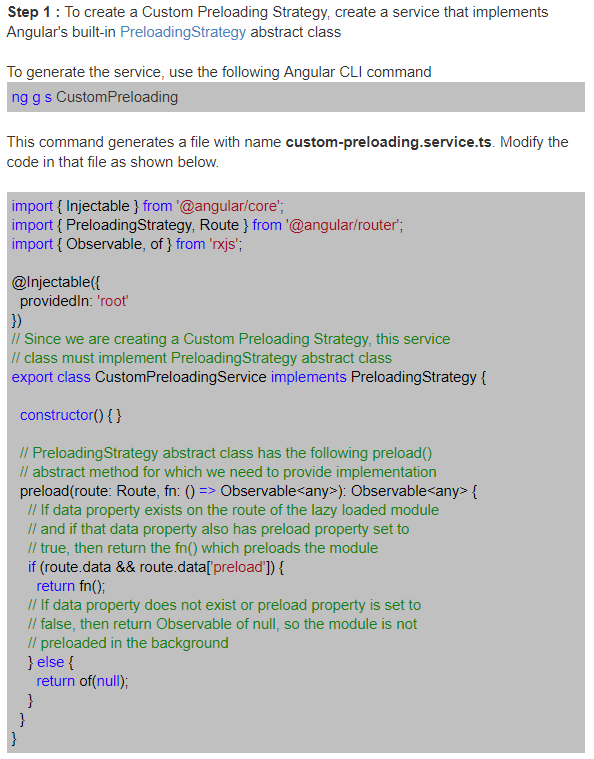 Step 1 : To create a Custom Preloading Strategy, create a service that implements
Angular's built-in PreloadingStrategy abstract class
To generate the service, use the following Angular CLI command
ng g s CustomPreloading
This command generates a file with name custom-preloading.service.ts. Modify the
code in that file as shown below.
import { Injectable } from '@angular/core';
import { PreloadingStrategy, Route } from '@angular/router';
import { Observable, of } from 'rxjs';
@Injectable({
providedIn: 'root'
})
// Since we are creating a Custom Preloading Strategy, this service
// class must implement PreloadingStrategy abstract class
export class CustomPreloadingService implements PreloadingStrategy {
constructor() { }
// PreloadingStrategy abstract class has the following preload()
// abstract method for which we need to provide implementation
preload(route: Route, fn: () => Observable<any>): Observable<any> {
// If data property exists on the route of the lazy loaded module
// and if that data property also has preload property set to
// true, then return the fn() which preloads the module
if (route.data && route.data['preload']) {
return fn();
// If data property does not exist or preload property is set to
// false, then return Observable of null, so the module is not
// preloaded in the background
} else {
return of(null);
}
}
}